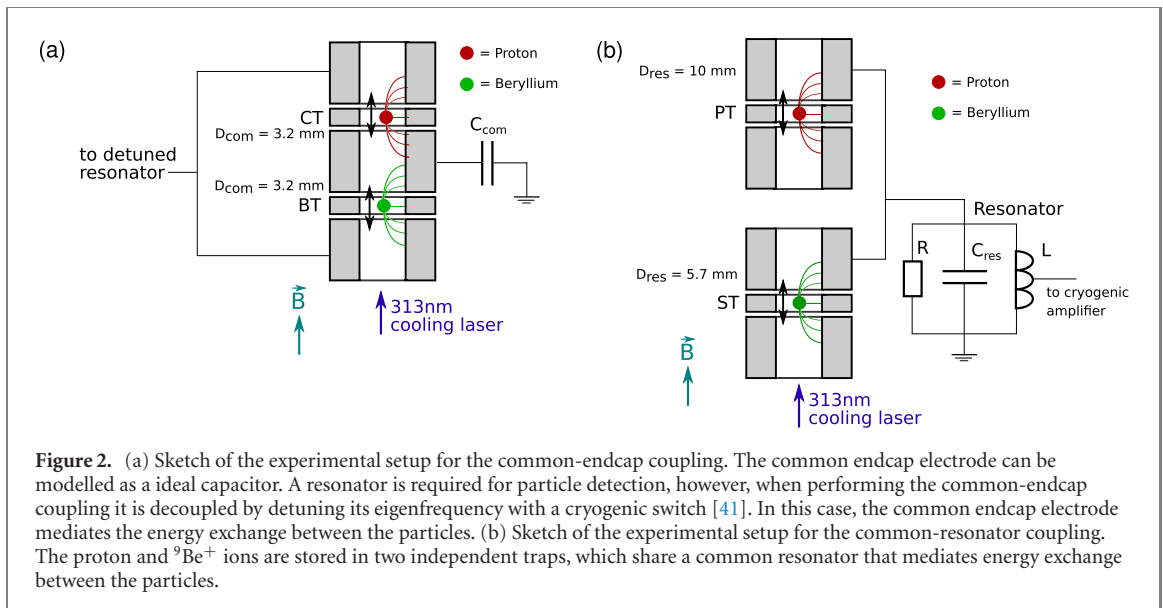 (a)
= Proton
= Beryllium
CT
D_com = 3.2 mm
C_com
to detuned
resonator
D_com = 3.2 mm
BT
B
313nm
cooling laser
(b)
D_res = 10 mm
= Proton
= Beryllium
PT
Resonator
R
C_res
L
D_res = 5.7 mm
to cryogenic
amplifier
ST
B
313nm
cooling laser
Figure 2. (a) Sketch of the experimental setup for the common-endcap coupling. The common endcap electrode can be
modelled as a ideal capacitor. A resonator is required for particle detection, however, when performing the common-endcap
coupling it is decoupled by detuning its eigenfrequency with a cryogenic switch [41]. In this case, the common endcap electrode
mediates the energy exchange between the particles. (b) Sketch of the experimental setup for the common-resonator coupling.
The proton and ⁹Be⁺ ions are stored in two independent traps, which share a common resonator that mediates energy exchange
between the particles.